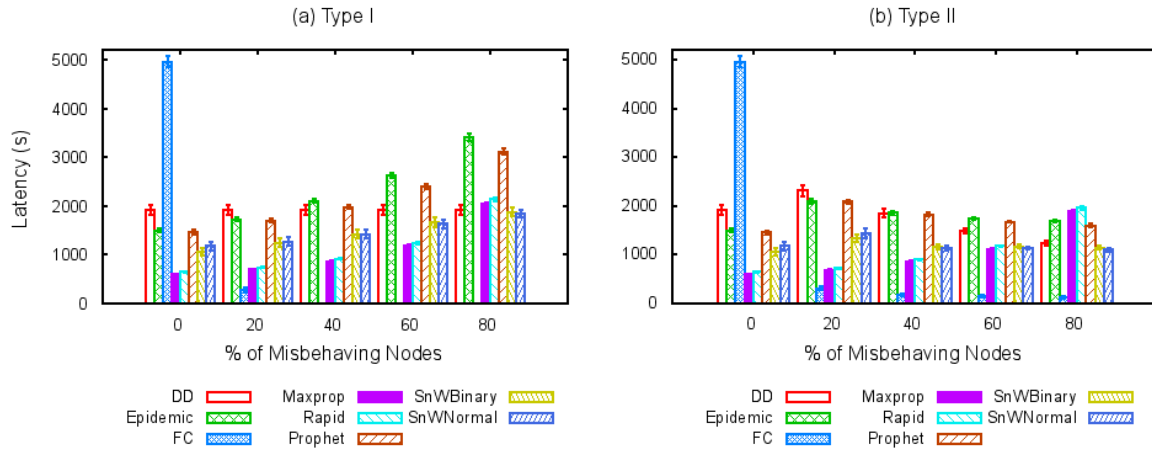 (a) Type I
(b) Type II
Latency (s)
5000
4000
3000
2000
1000
0
0 20 40 60 80
% of Misbehaving Nodes
DD Maxprop SnWBinary
Epidemic Rapid SnWNormal
FC Prophet
5000
4000
3000
2000
1000
0
0 20 40 60 80
% of Misbehaving Nodes
DD Maxprop SnWBinary
Epidemic Rapid SnWNormal
FC Prophet